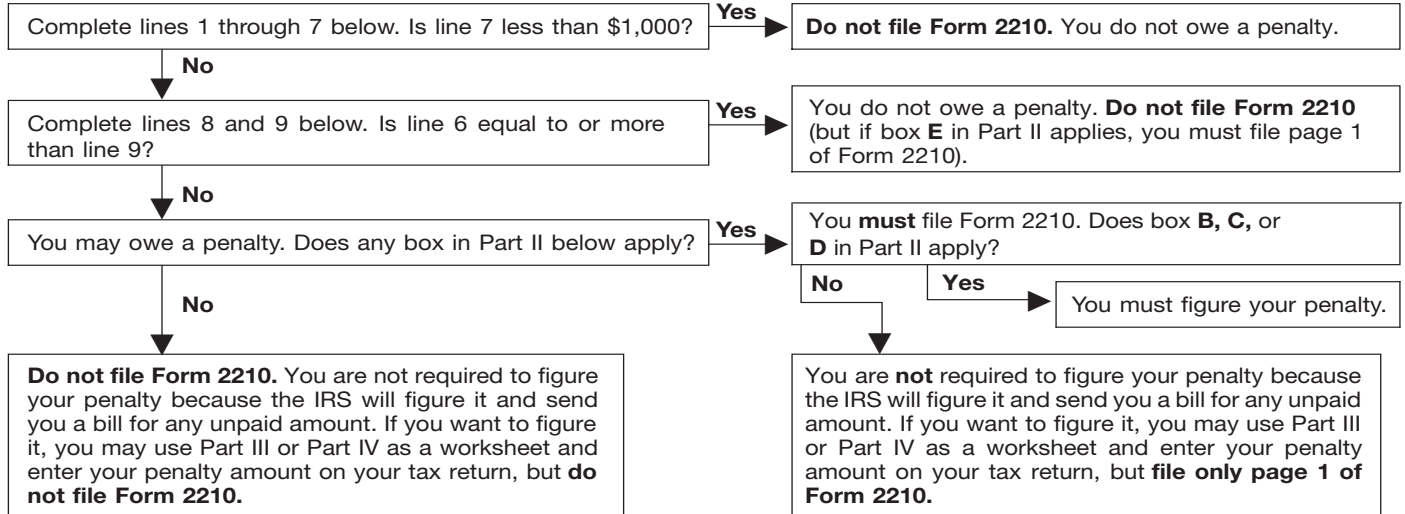 Complete lines 1 through 7 below. Is line 7 less than $1,000?
Yes
Do not file Form 2210. You do not owe a penalty.
No
Complete lines 8 and 9 below. Is line 6 equal to or more
than line 9?
Yes
You do not owe a penalty. Do not file Form 2210
(but if box E in Part II applies, you must file page 1
of Form 2210).
No
You may owe a penalty. Does any box in Part II below apply?
Yes
You must file Form 2210. Does box B, C, or
D in Part II apply?
No
Yes
You must figure your penalty.
No
Do not file Form 2210. You are not required to figure
your penalty because the IRS will figure it and send
you a bill for any unpaid amount. If you want to figure
it, you may use Part III or Part IV as a worksheet and
enter your penalty amount on your tax return, but do
not file Form 2210.
You are not required to figure your penalty because
the IRS will figure it and send you a bill for any unpaid
amount. If you want to figure it, you may use Part III
or Part IV as a worksheet and enter your penalty
amount on your tax return, but file only page 1 of
Form 2210.